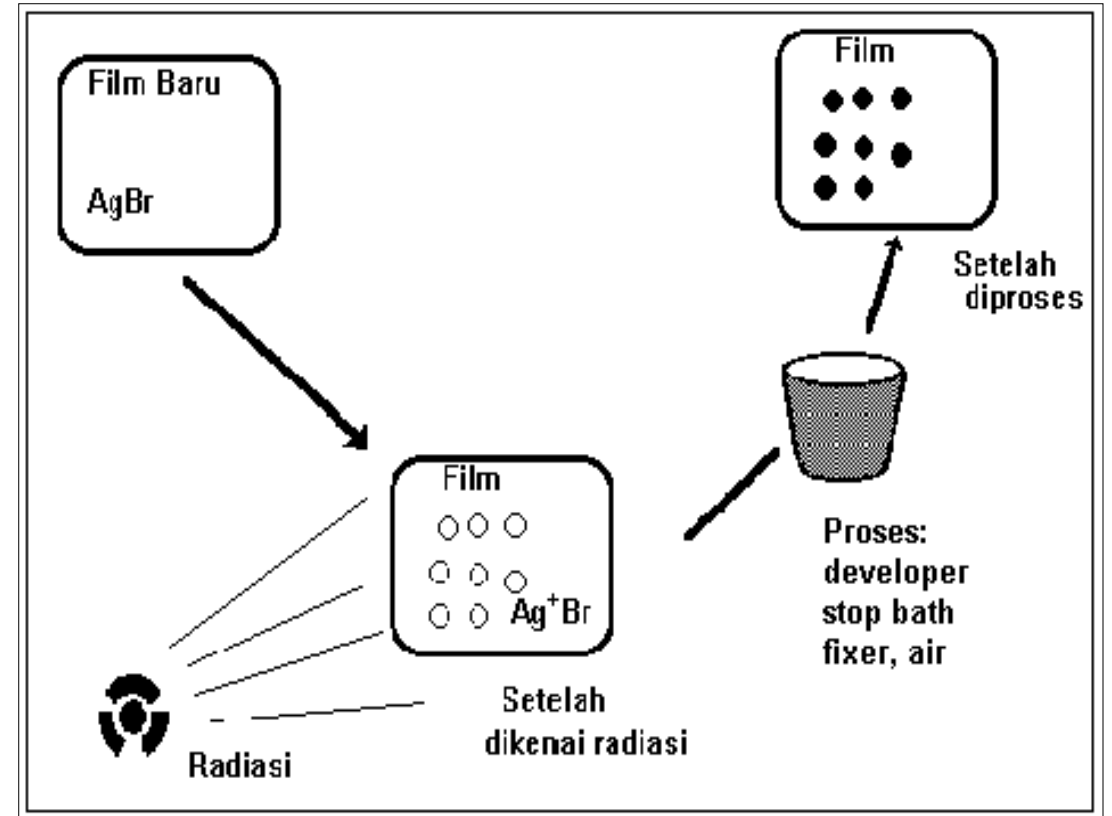 Film Baru
AgBr
Radiasi
Film
Ag⁺Br
Setelah
dikenai radiasi
Proses:
developer
stop bath
fixer, air
Film
Setelah
diproses